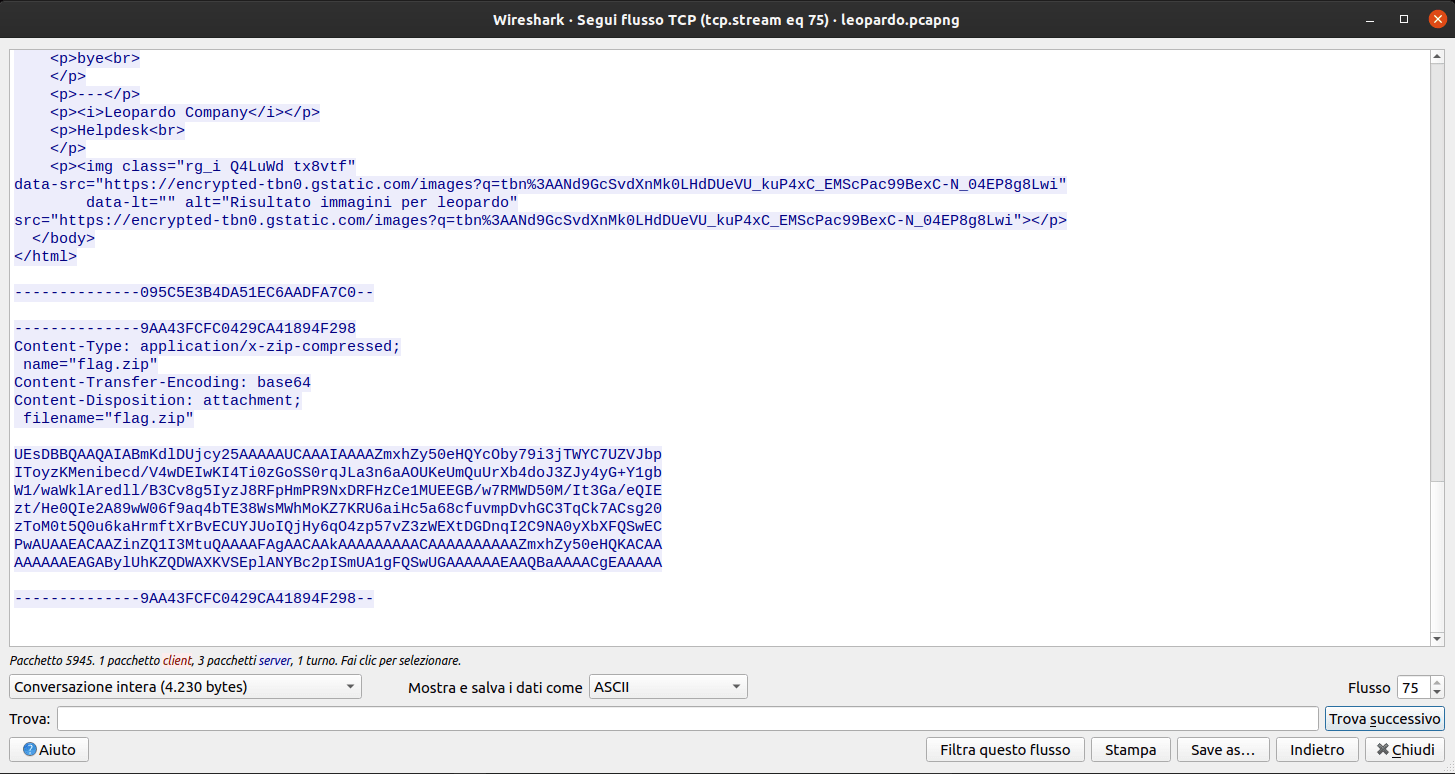 Wireshark · Segui flusso TCP (tcp.stream eq 75) · leopardo.pcapng
<p>bye<br>
</p>
<p>---</p>
<p><i>Leopardo Company</i></p>
<p>Helpdesk<br>
</p>
<p><img class="rg_i Q4LuWd tx8vtf"
data-src="https://encrypted-tbn0.gstatic.com/images?q=tbn%3AANd9GcSvdXnMk0LHdDUeVU_kuP4xC_EMScPac99BexC-N_04EP8g8Lwi"
data-lt="" alt="Risultato immagini per leopardo"
src="https://encrypted-tbn0.gstatic.com/images?q=tbn%3AANd9GcSvdXnMk0LHdDUeVU_kuP4xC_EMScPac99BexC-N_04EP8g8Lwi"></p>
</body>
</html>
--------------095C5E3B4DA51EC6AADFA7C0--
--------------9AA43FCFC0429CA41894F298
Content-Type: application/x-zip-compressed;
name="flag.zip"
Content-Transfer-Encoding: base64
Content-Disposition: attachment;
filename="flag.zip"
UEsDBBQAAQAIABmKdlDUjcy25AAAAAUCAAAIAAAAZmxhZy50eHQYcOby79i3jTWYC7UZVJbp
IToyzKMenibecd/V4wDEIwKI4Ti0zGoSS0rqJLa3n6aAOUKeUmQuUrXb4doJ3ZJy4yG+Y1gb
W1/waWklAredll/B3Cv8g5IyzJ8RFpHmPR9NxDRFHzCe1MUEEGB/w7RMWD50M/It3Ga/eQIE
zt/He0QIe2A89wW06f9aq4bTE38WsMWhMoKZ7KRU6aiHc5a68cfuvmpDvhGC3TqCk7ACsg20
zToM0t5Q0u6kaHrmftXrBvECUYJUoIQjHy6qO4zp57vZ3zWEXtDGDnqI2C9NA0yXbXFQSwEC
PwAUAAEACAAZinZQ1I3MtuQAAAAFAgAACAAkAAAAAAAAACAAAAAAAAAAZmxhZy50eHQKACAA
AAAAAAEAGABylUhKZQDWAXKVSEplANYBc2pISmUA1gFQSwUGAAAAAAEAAQBaAAAACgEAAAAA
--------------9AA43FCFC0429CA41894F298--
Pacchetto 5945. 1 pacchetto client, 3 pacchetti server, 1 turno. Fai clic per selezionare.
Conversazione intera (4.230 bytes) Mostra e salva i dati come ASCII Flusso 75
Trova: Trova successivo
Aiuto Filtra questo flusso Stampa Save as… Indietro Chiudi